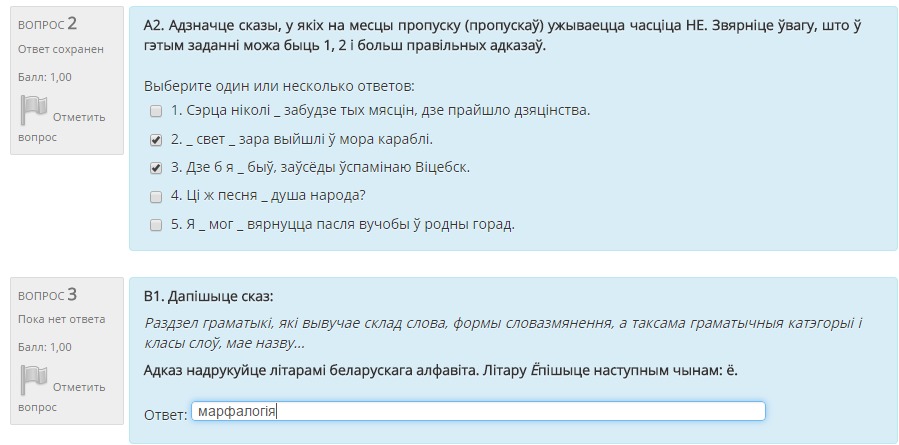 ВОПРОС 2
Ответ сохранен
Балл: 1,00
Отметить
вопрос
А2. Адзначце сказы, у якіх на месцы пропуску (пропускаў) ужываецца часціца НЕ. Звярніце ўвагу, што ў
гэтым заданні можа быць 1, 2 і больш правільных адказаў.
Выберите один или несколько ответов:
1. Сэрца ніколі _ забудзе тых мясцін, дзе прайшло дзяцінства.
2. _ свет _ зара выйшлі ў мора караблі.
3. Дзе б я _ быў, заўсёды ўспамінаю Віцебск.
4. Ці ж песня _ душа народа?
5. Я _ мог _ вярнуцца пасля вучобы ў родны горад.
ВОПРОС 3
Пока нет ответа
Балл: 1,00
Отметить
вопрос
В1. Дапішыце сказ:
Раздзел граматыкі, які вывучае склад слова, формы словазмянення, а таксама граматычныя катэгорыі і
класы слоў, мае назву...
Адказ надрукуйце літарамі беларускага алфавіта. Літару Ёпішыце наступным чынам: ё.
Ответ: марфалогія